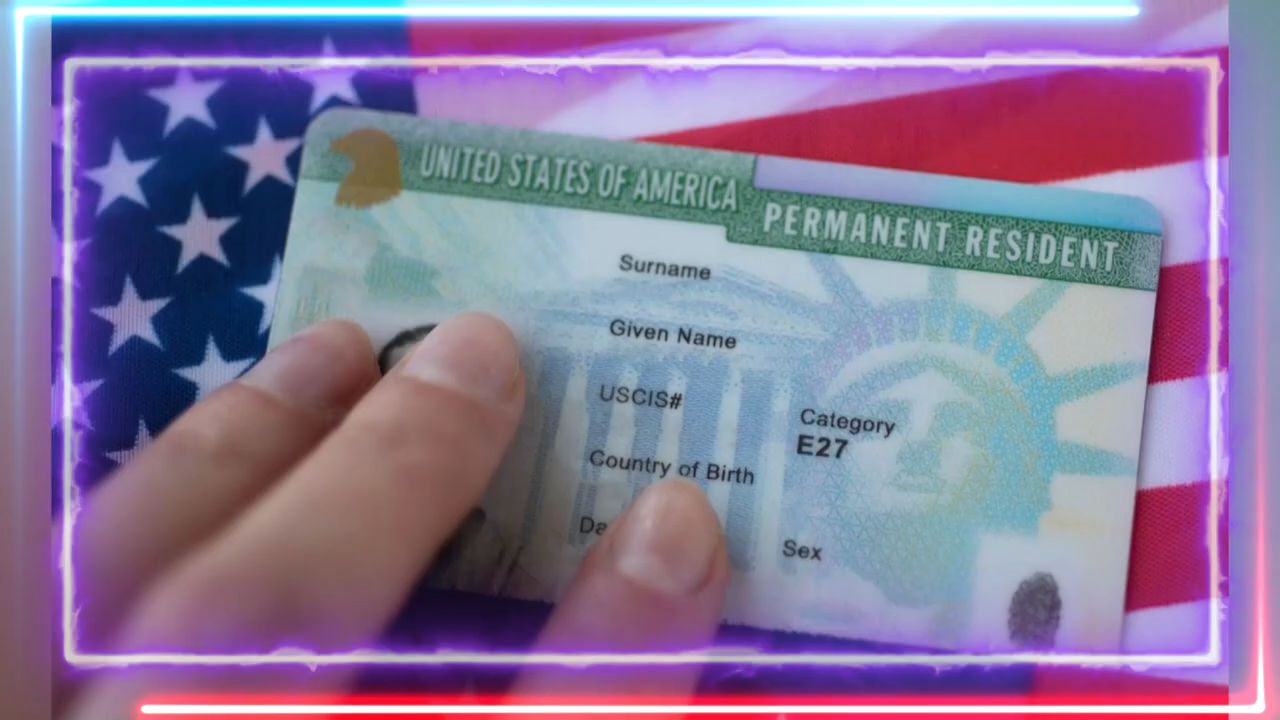 UNITED STATES OF AMERICA
PERMANENT RESIDENT
Surname
Given Name
USCIS#
Category
E27
Country of Birth
Sex